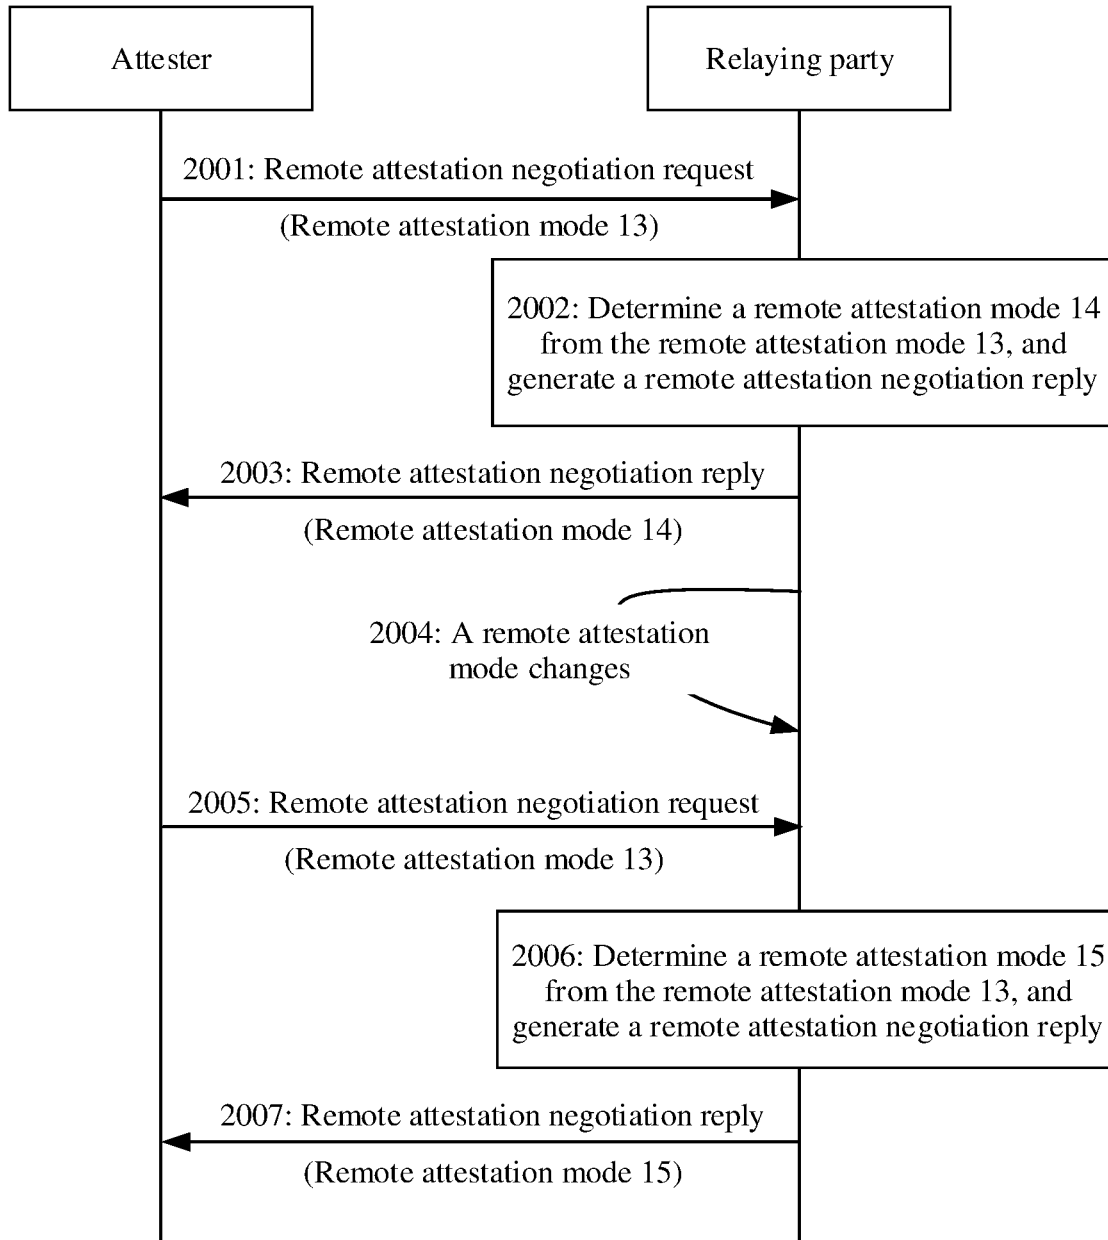 Attester
Relaying party
2001: Remote attestation negotiation request
(Remote attestation mode 13)
2002: Determine a remote attestation mode 14
from the remote attestation mode 13, and
generate a remote attestation negotiation reply
2003: Remote attestation negotiation reply
(Remote attestation mode 14)
2004: A remote attestation
mode changes
2005: Remote attestation negotiation request
(Remote attestation mode 13)
2006: Determine a remote attestation mode 15
from the remote attestation mode 13, and
generate a remote attestation negotiation reply
2007: Remote attestation negotiation reply
(Remote attestation mode 15)